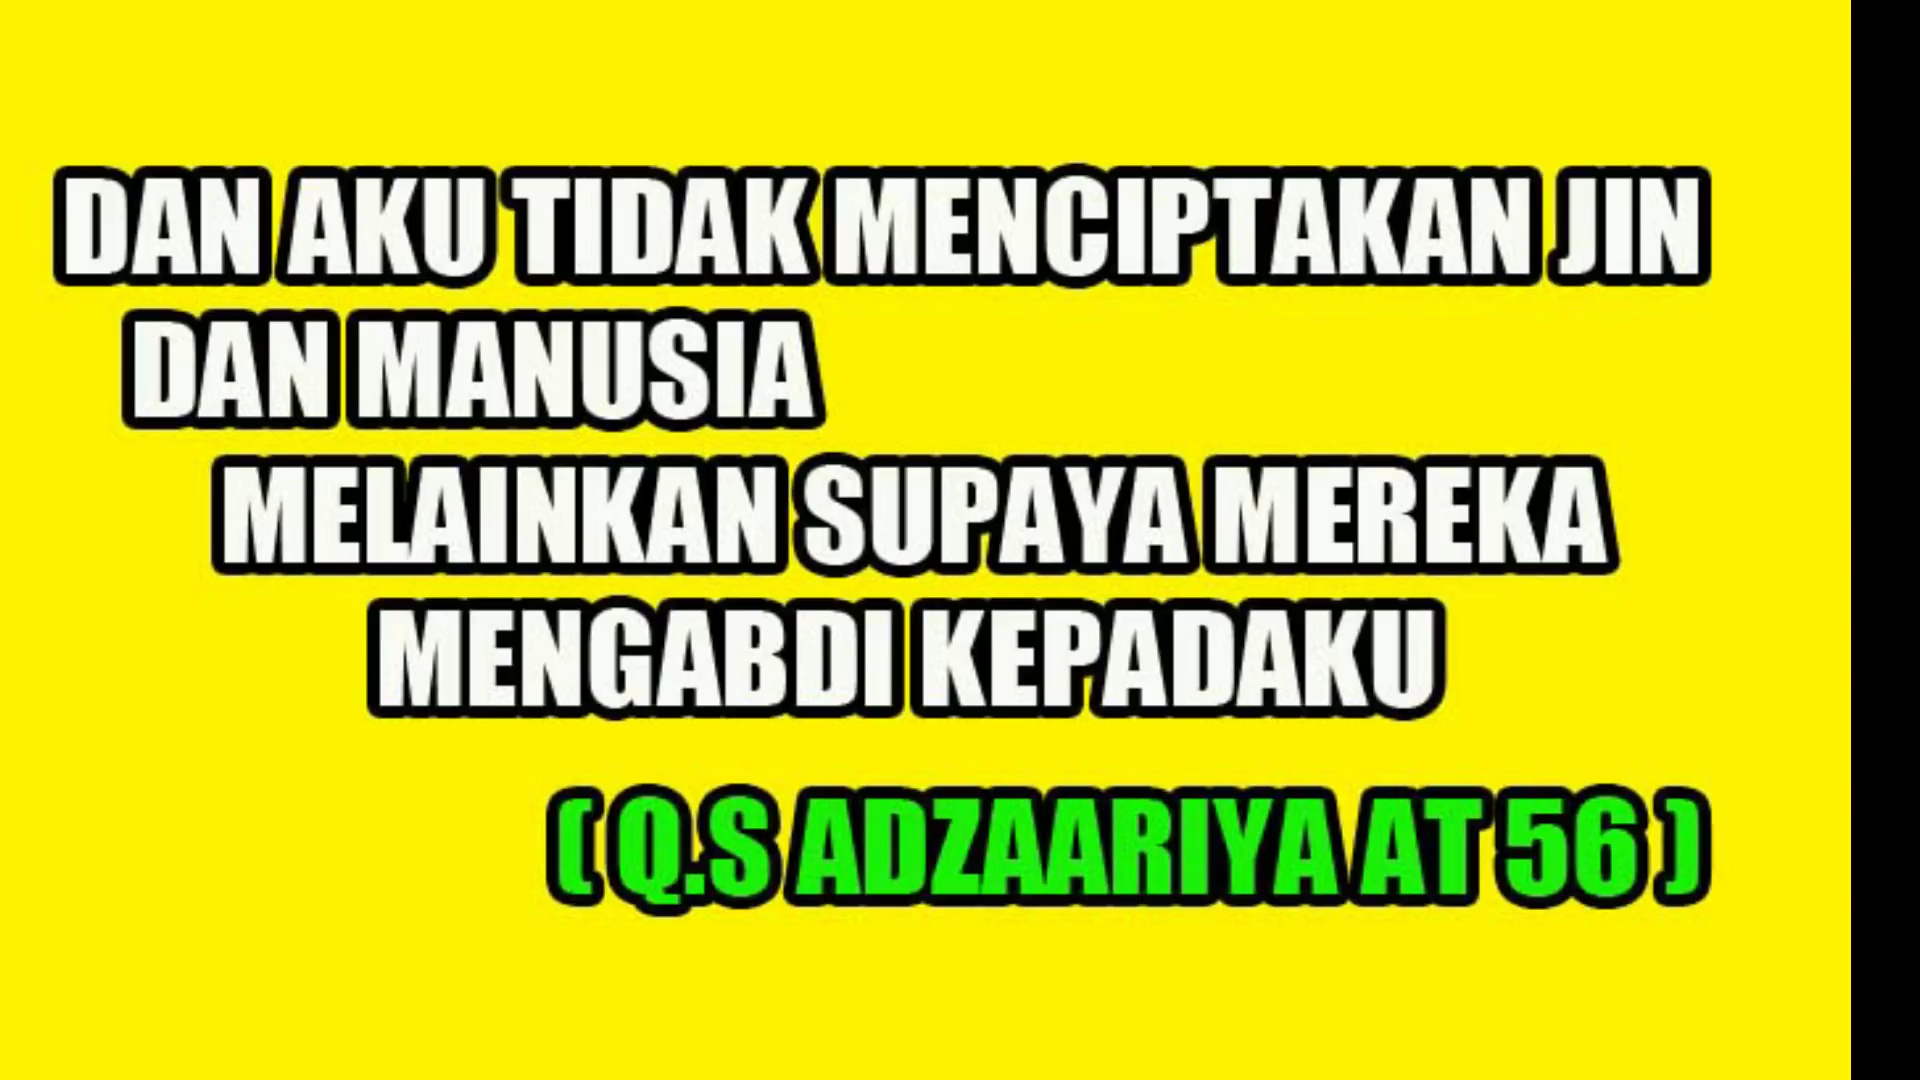 DAN AKU TIDAK MENCIPTAKAN JIN
DAN MANUSIA
MELAINKAN SUPAYA MEREKA
MENGABDI KEPADAKU
( Q.S ADZAARIYA AT 56 )